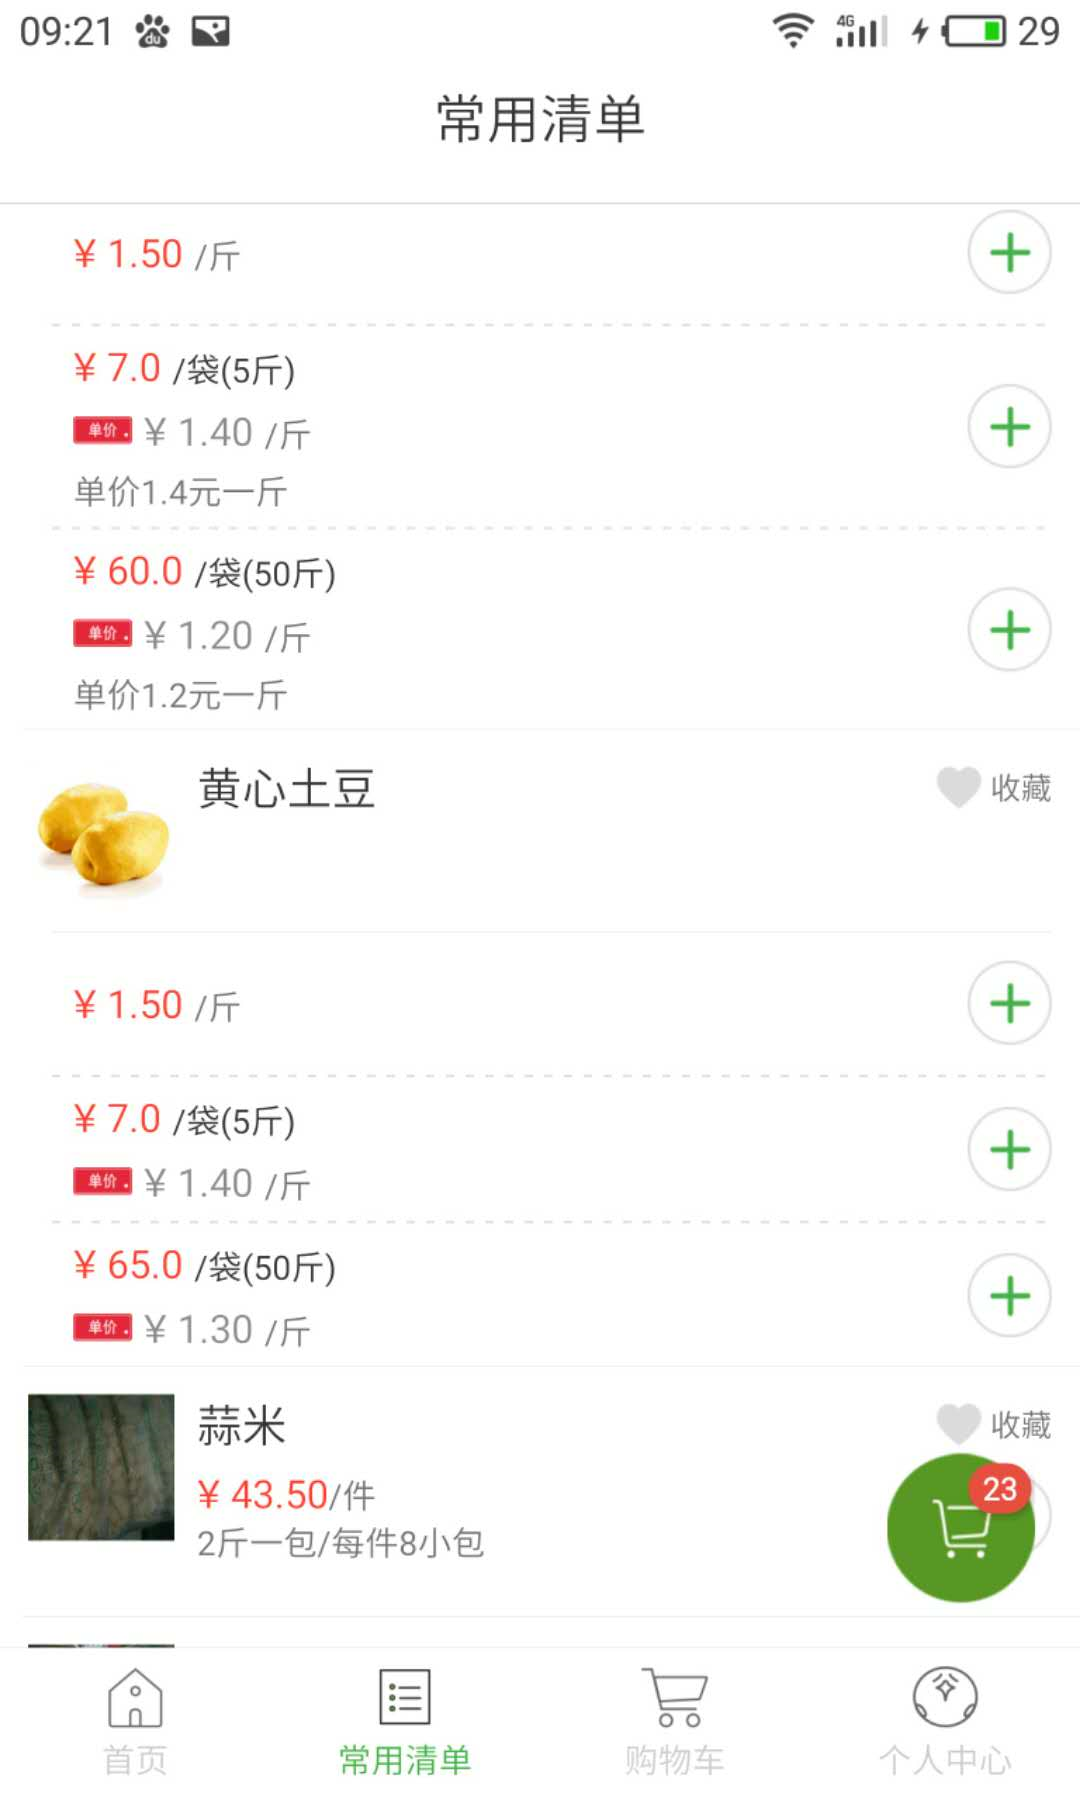 09:21 du 4G 29
常用清单
¥ 1.50 /斤
¥ 7.0 /袋(5斤)
单价 ¥ 1.40 /斤
单价1.4元一斤
¥ 60.0 /袋(50斤)
单价 ¥ 1.20 /斤
单价1.2元一斤
黄心土豆 收藏
¥ 1.50 /斤
¥ 7.0 /袋(5斤)
单价 ¥ 1.40 /斤
¥ 65.0 /袋(50斤)
单价 ¥ 1.30 /斤
蒜米 收藏
¥ 43.50/件 23
2斤一包/每件8小包
首页 常用清单 购物车 个人中心